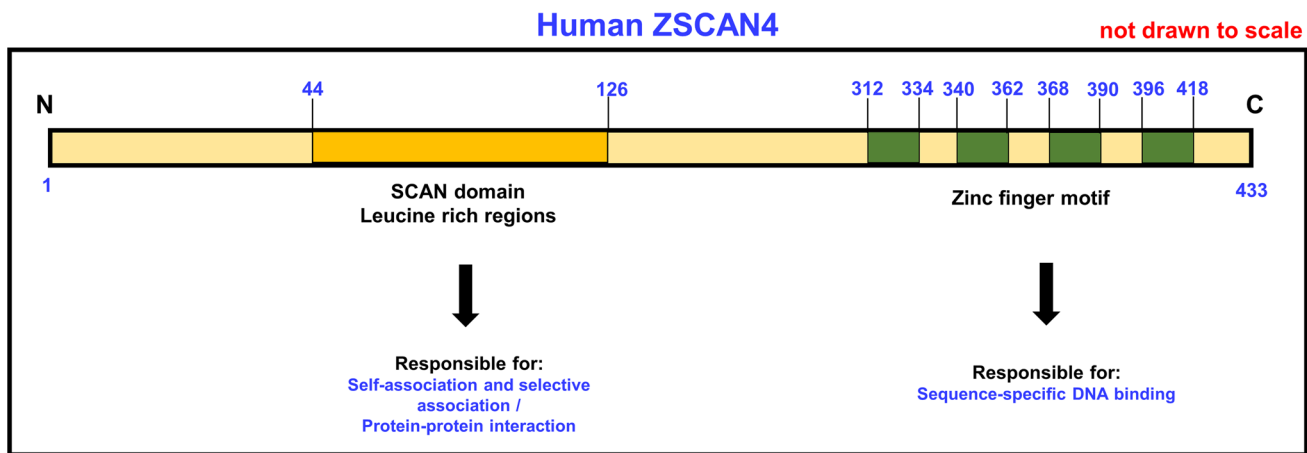 Human ZSCAN4
not drawn to scale
44 126 312 334 340 362 368 390 396 418
N C
1 433
SCAN domain
Leucine rich regions
Zinc finger motif
Responsible for:
Self-association and selective
association /
Protein-protein interaction
Responsible for:
Sequence-specific DNA binding